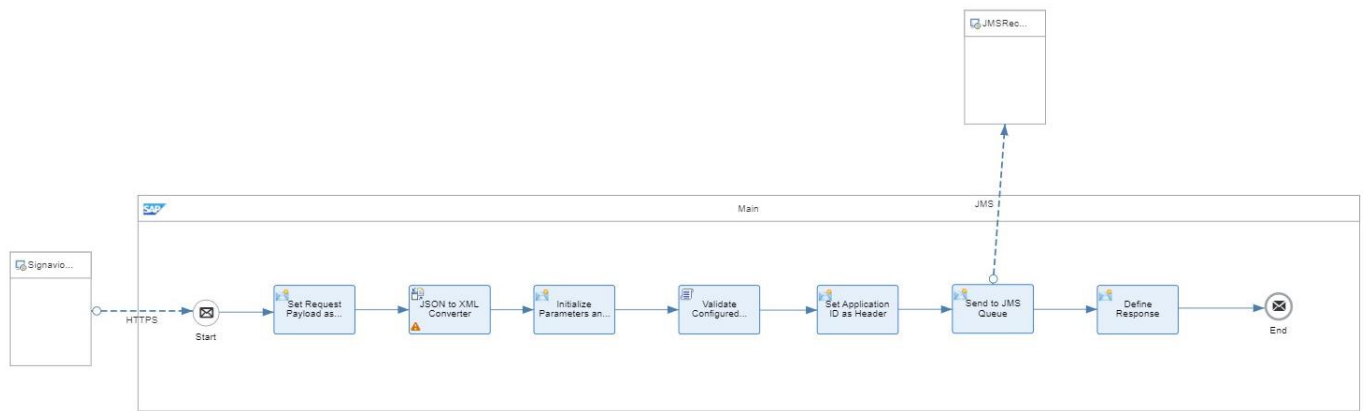 JMSRec...
SAP
Main
JMS
Signavio...
HTTPS
Start
Set Request
Payload as...
JSON to XML
Converter
Initialize
Parameters an...
Validate
Configured...
Set Application
ID as Header
Send to JMS
Queue
Define
Response
End